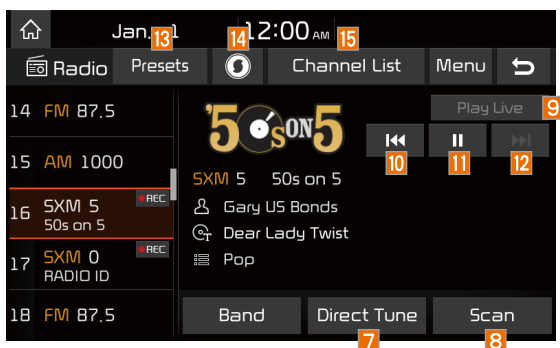 Jan. 1 12:00 AM
13 14 15
Radio Presets Channel List Menu
14 FM 87.5
15 AM 1000
16 SXM 5 REC
50s on 5
17 SXM 0 REC
RADIO ID
18 FM 87.5
'50s ON 5
Play Live 9
10 11 12
SXM 5 50s on 5
Gary US Bonds
Dear Lady Twist
Pop
Band Direct Tune Scan
7 8